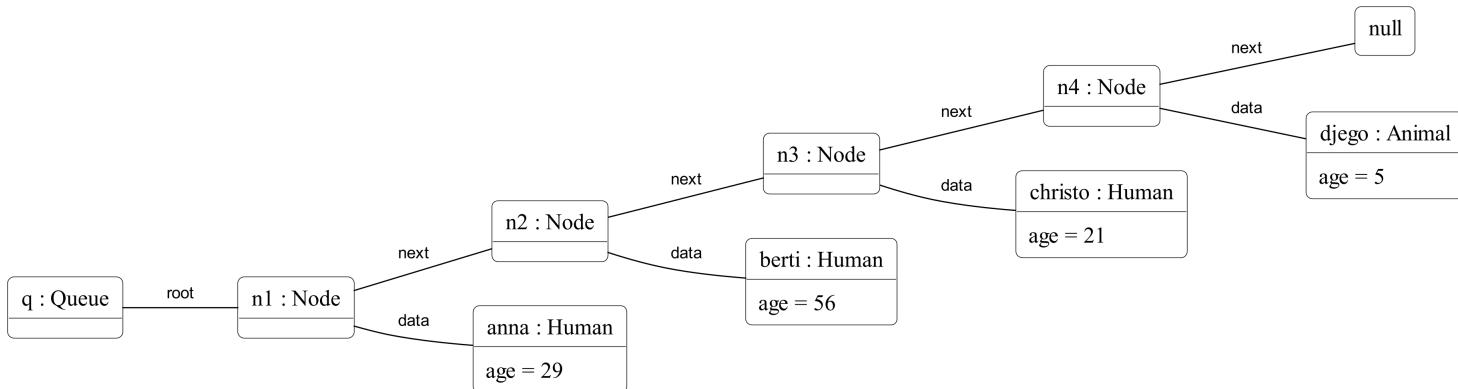 null
next
n4 : Node
next
data
djego : Animal
age = 5
n3 : Node
next
data
christo : Human
age = 21
n2 : Node
next
data
berti : Human
age = 56
q : Queue
root
n1 : Node
data
anna : Human
age = 29